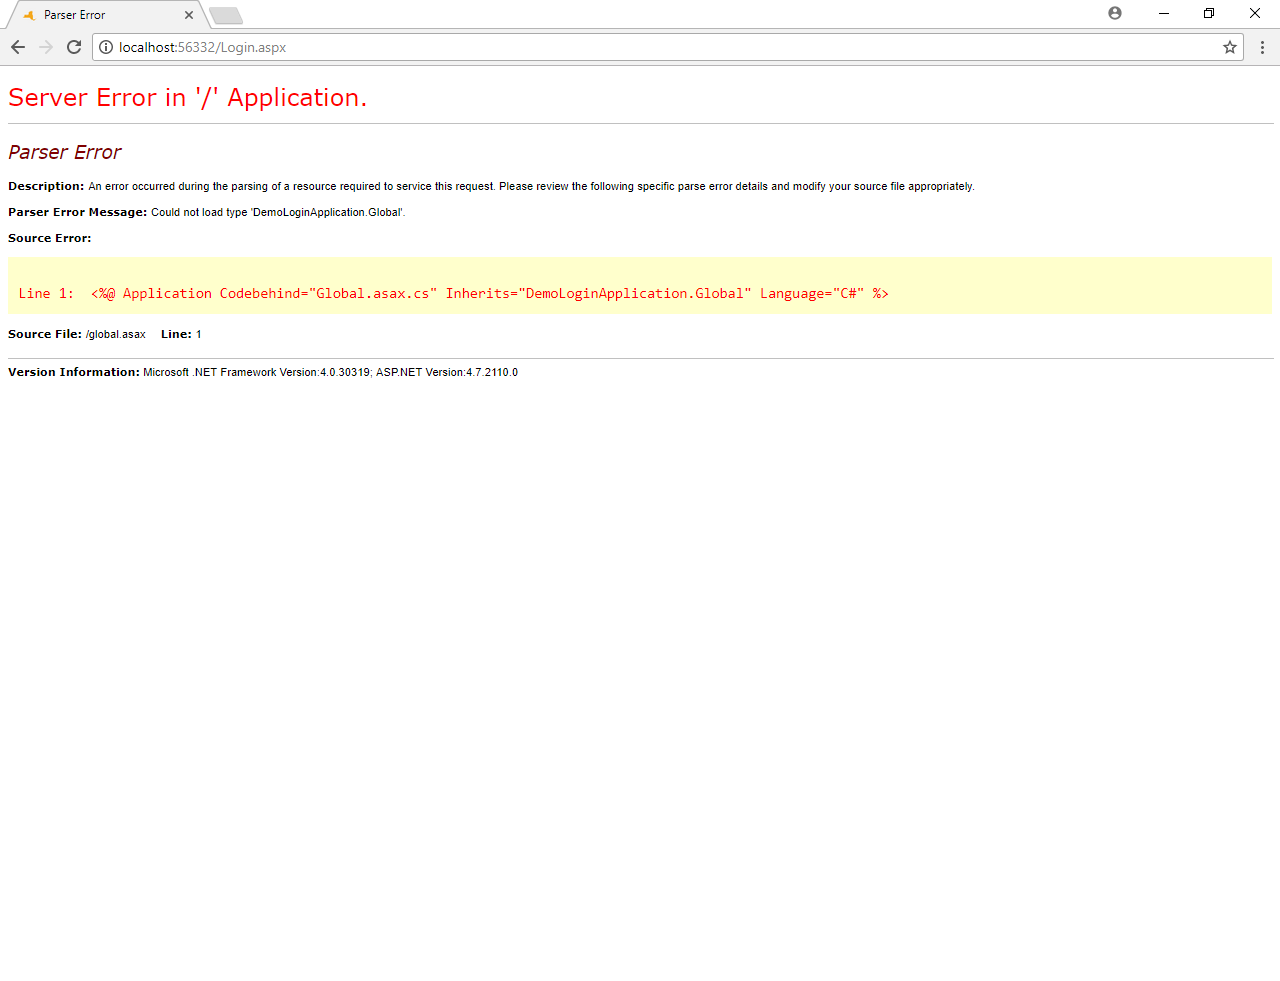 Parser Error
localhost:56332/Login.aspx
Server Error in '/' Application.
Parser Error
Description: An error occurred during the parsing of a resource required to service this request. Please review the following specific parse error details and modify your source file appropriately.
Parser Error Message: Could not load type 'DemoLoginApplication.Global'.
Source Error:
Line 1:  <%@ Application Codebehind="Global.asax.cs" Inherits="DemoLoginApplication.Global" Language="C#" %>
Source File: /global.asax    Line: 1
Version Information: Microsoft .NET Framework Version:4.0.30319; ASP.NET Version:4.7.2110.0